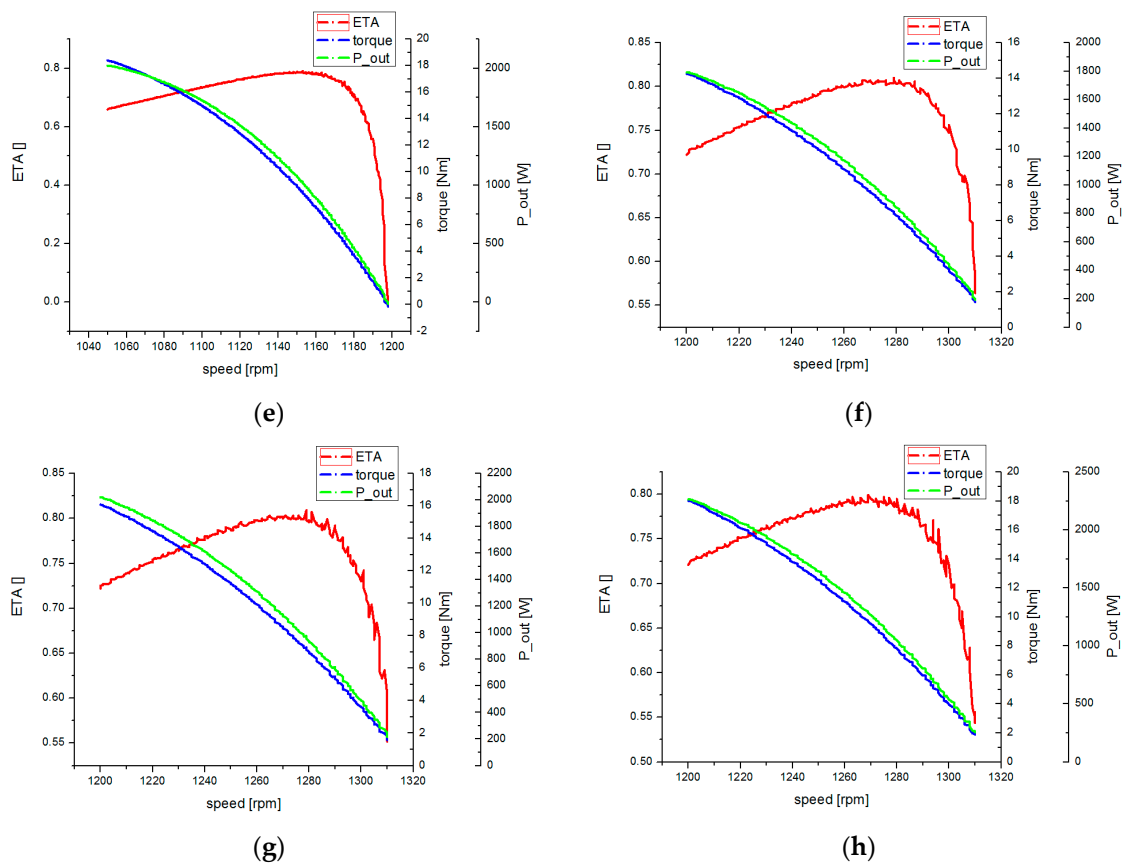 ETA
torque
P_out
0.8
0.6
0.4
0.2
0.0
ETA []
20
18
16
14
12
10
8
6
4
2
0
-2
torque [Nm]
2000
1500
1000
500
0
P_out [W]
1040 1060 1080 1100 1120 1140 1160 1180 1200
speed [rpm]
(e)
ETA
torque
P_out
0.85
0.80
0.75
0.70
0.65
0.60
0.55
ETA []
16
14
12
10
8
6
4
2
0
torque [Nm]
2000
1800
1600
1400
1200
1000
800
600
400
200
0
P_out [W]
1200 1220 1240 1260 1280 1300 1320
speed [rpm]
(f)
ETA
torque
P_out
0.85
0.80
0.75
0.70
0.65
0.60
0.55
ETA []
18
16
14
12
10
8
6
4
2
0
torque [Nm]
2200
2000
1800
1600
1400
1200
1000
800
600
400
200
0
P_out [W]
1200 1220 1240 1260 1280 1300 1320
speed [rpm]
(g)
ETA
torque
P_out
0.80
0.75
0.70
0.65
0.60
0.55
0.50
ETA []
20
18
16
14
12
10
8
6
4
2
0
torque [Nm]
2500
2000
1500
1000
500
0
P_out [W]
1200 1220 1240 1260 1280 1300 1320
speed [rpm]
(h)